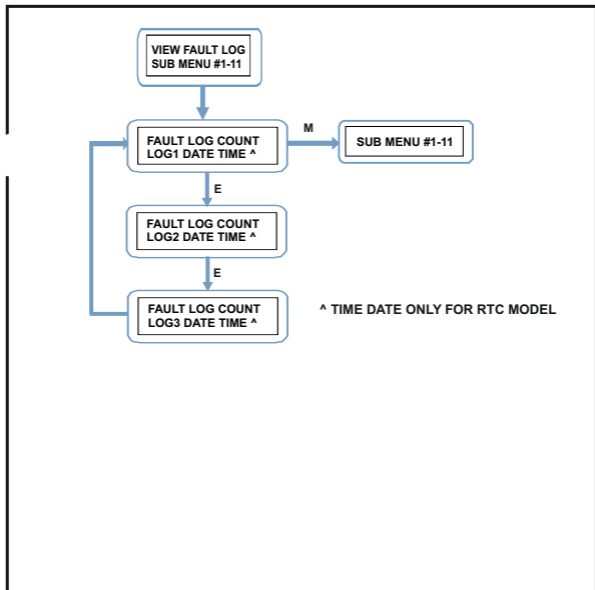 VIEW FAULT LOG
SUB MENU #1-11
FAULT LOG COUNT
LOG1 DATE TIME ^
M
SUB MENU #1-11
E
FAULT LOG COUNT
LOG2 DATE TIME ^
E
FAULT LOG COUNT
LOG3 DATE TIME ^
^ TIME DATE ONLY FOR RTC MODEL